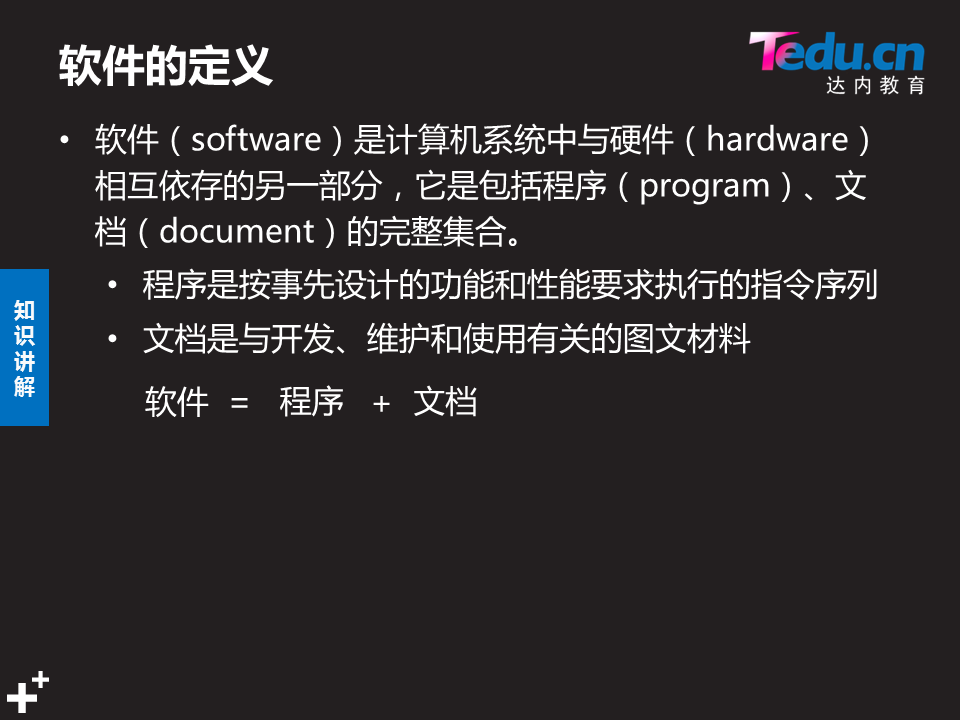 软件的定义
Tedu.cn
达内教育
• 软件（software）是计算机系统中与硬件（hardware）
相互依存的另一部分，它是包括程序（program）、文
档（document）的完整集合。
• 程序是按事先设计的功能和性能要求执行的指令序列
• 文档是与开发、维护和使用有关的图文材料
软件 = 程序 + 文档
知
识
讲
解